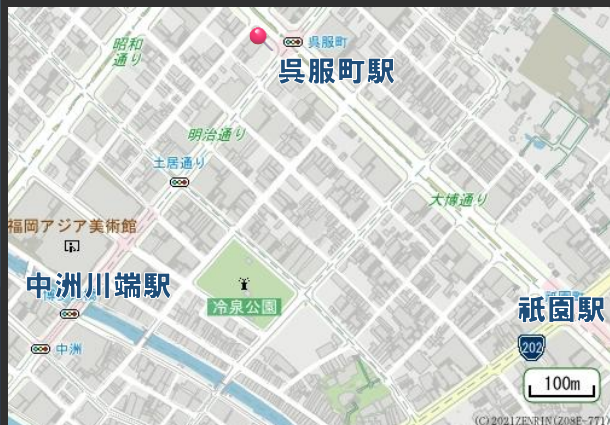 昭和
通り
呉服町
呉服町駅
明治通り
土居通り
大博通り
福岡アジア美術館
中洲川端駅
冷泉公園
祇園駅
202
中洲
100m
(C)2021ZENRIN(Z08E-771)